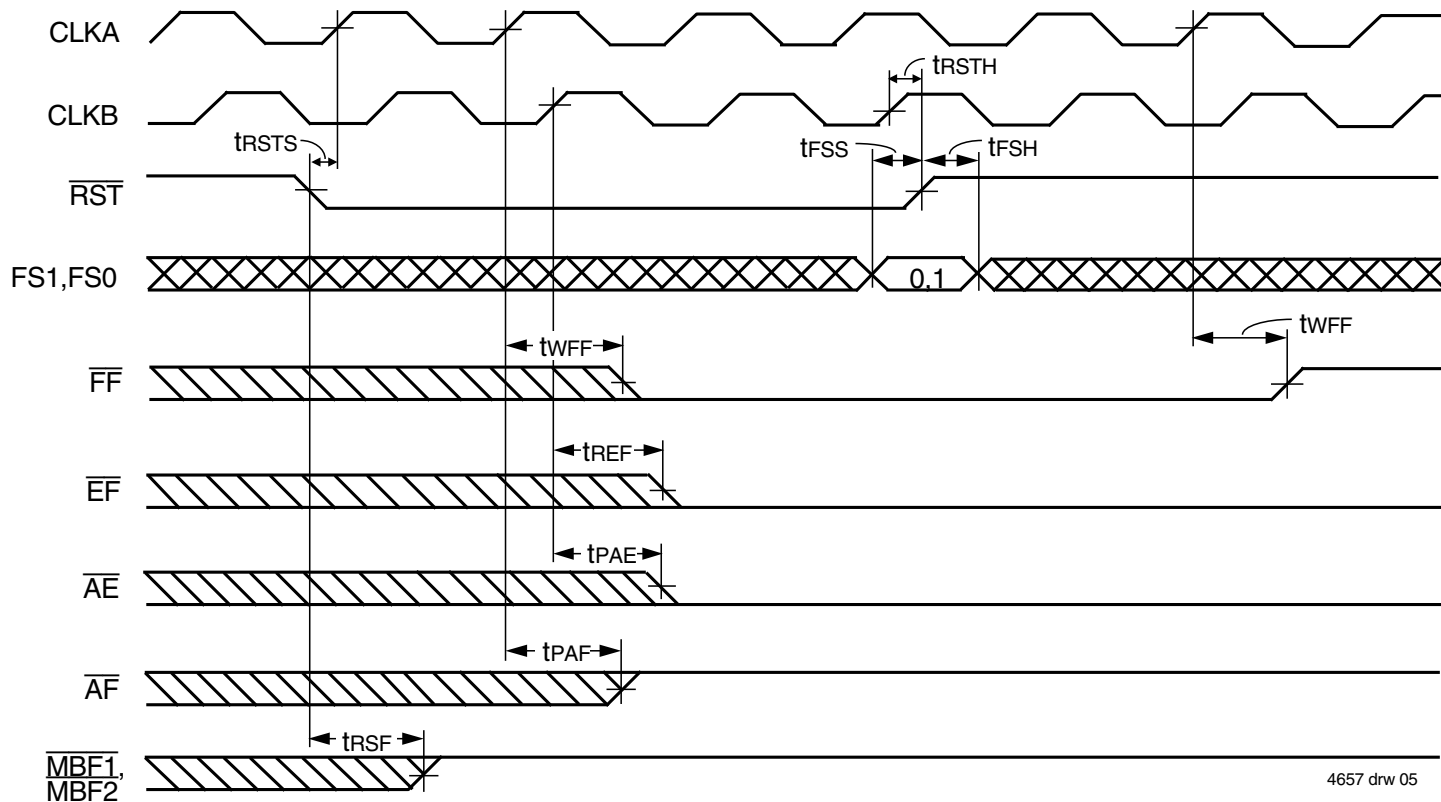 CLKA
tRSTH
CLKB
tRSTS
tFSS
tFSH
RST
FS1,FS0
0,1
tWFF
tWFF
FF
tREF
EF
tPAE
AE
tPAF
AF
tRSF
MBF1,
MBF2
4657 drw 05